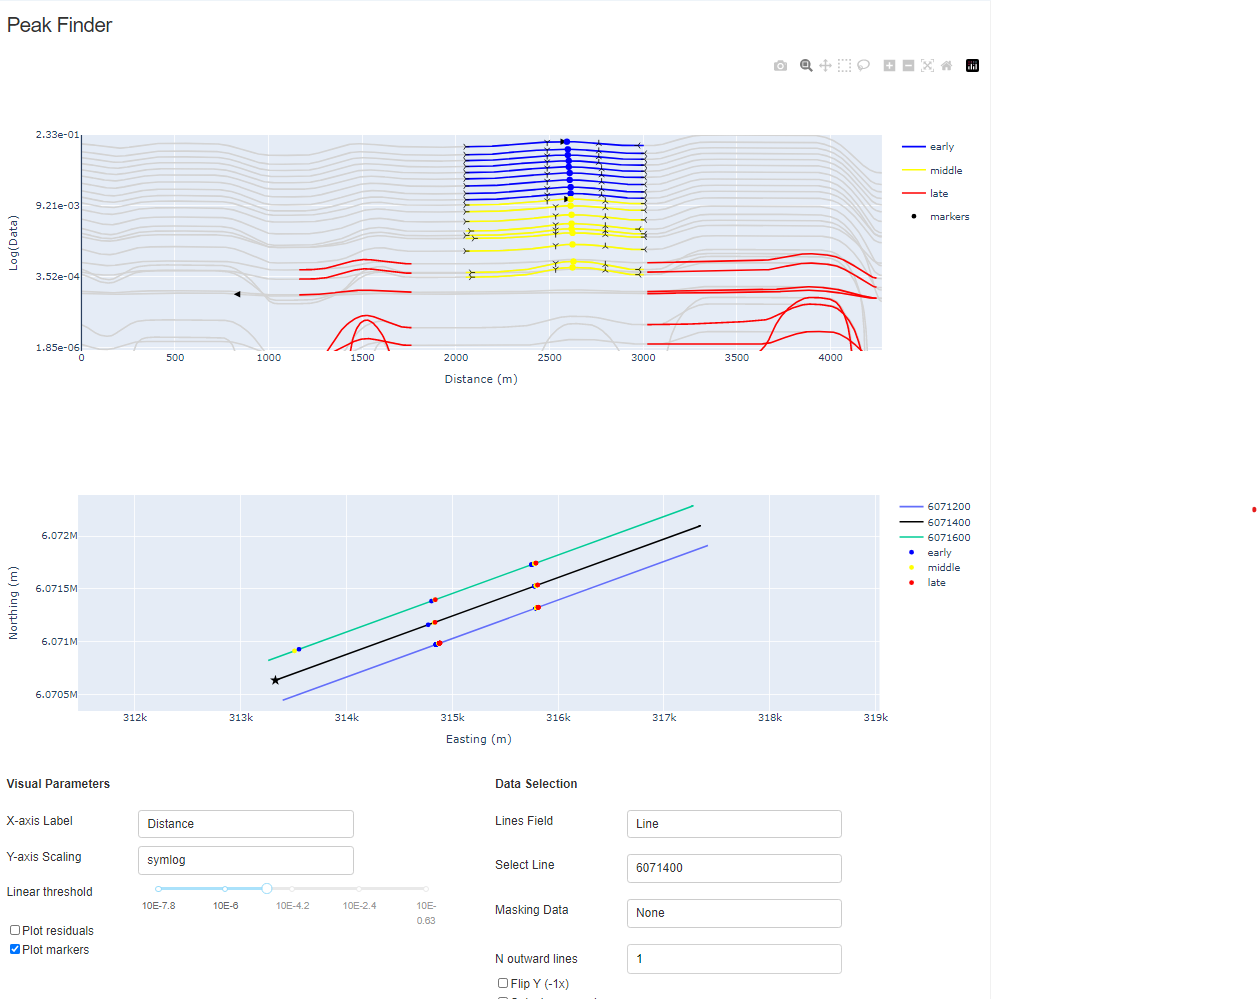 Peak Finder
2.33e-01
9.21e-03
3.52e-04
1.85e-06
Log(Data)
0 500 1000 1500 2000 2500 3000 3500 4000
Distance (m)
early
middle
late
markers
6.072M
6.0715M
6.071M
6.0705M
Northing (m)
312k 313k 314k 315k 316k 317k 318k 319k
Easting (m)
6071200
6071400
6071600
early
middle
late
Visual Parameters
X-axis Label Distance
Y-axis Scaling symlog
Linear threshold
10E-7.8 10E-6 10E-4.2 10E-2.4 10E-
0.63
Plot residuals
Plot markers
Data Selection
Lines Field Line
Select Line 6071400
Masking Data None
N outward lines 1
Flip Y (-1x)